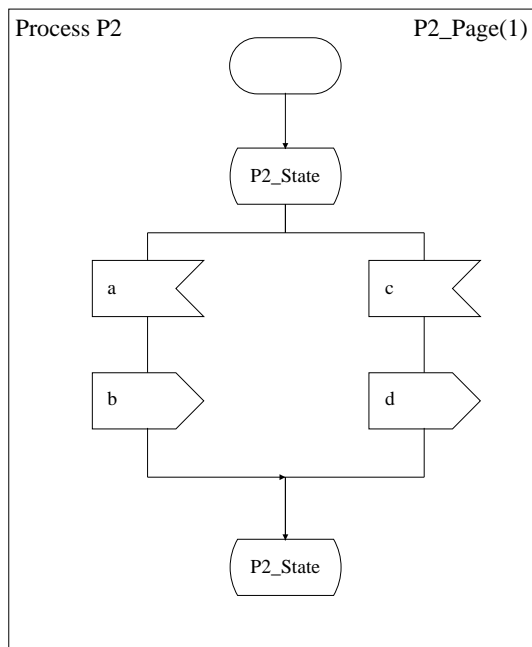 Process P2
P2_Page(1)
P2_State
a
c
b
d
P2_State